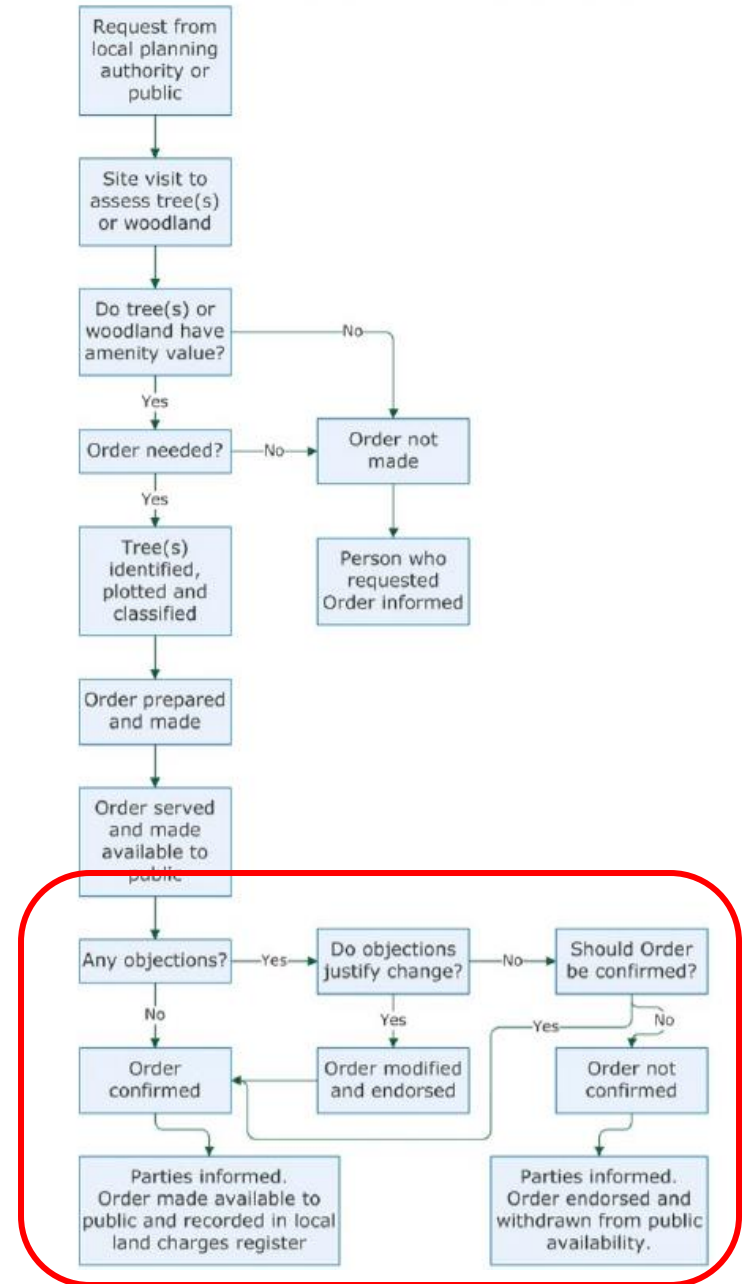 Request from
local planning
authority or
public
Site visit to
assess tree(s)
or woodland
Do tree(s) or
woodland have
amenity value?
No
Yes
Order needed?
No
Order not
made
Yes
Person who
requested
Order informed
Tree(s)
identified,
plotted and
classified
Order prepared
and made
Order served
and made
available to
public
Any objections?
Yes
Do objections
justify change?
No
Should Order
be confirmed?
No
Yes
Yes
No
Order
confirmed
Order modified
and endorsed
Order not
confirmed
Parties informed.
Order made available to
public and recorded in local
land charges register
Parties informed.
Order endorsed and
withdrawn from public
availability.